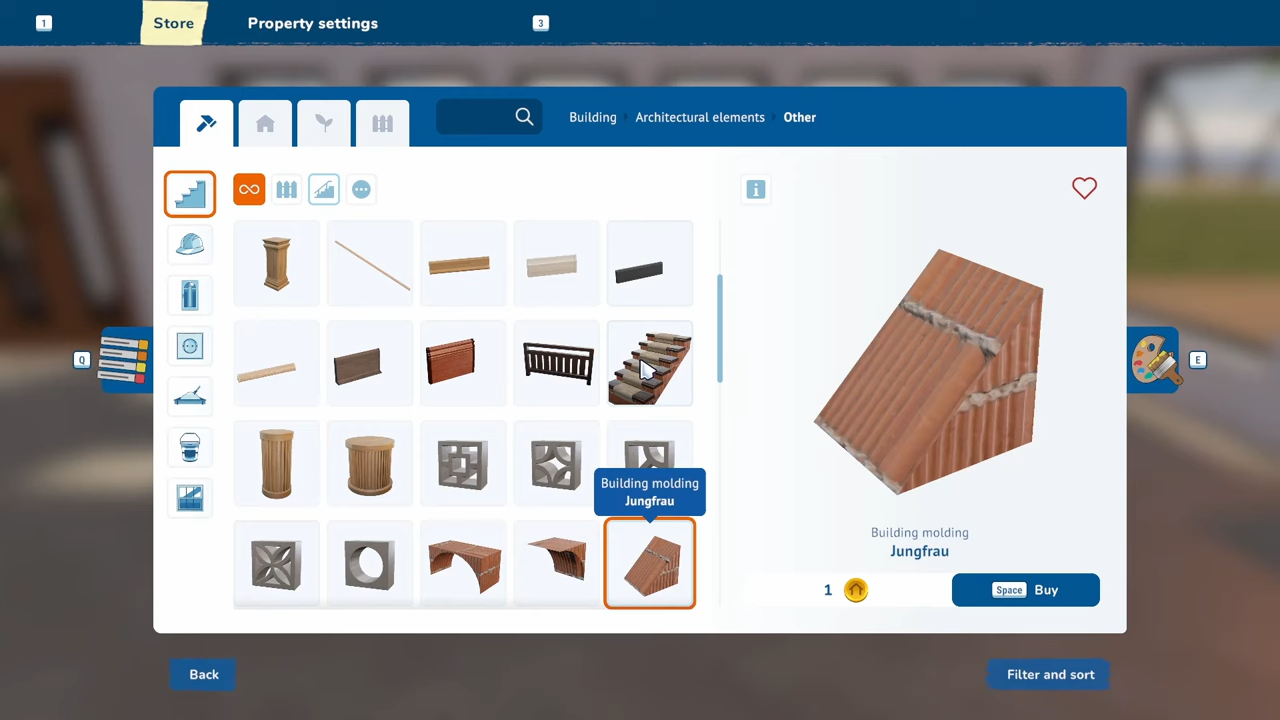 1
Store
Property settings
3
Building
Architectural elements
Other
Q
E
Building molding
Jungfrau
Building molding
Jungfrau
1
Space
Buy
Back
Filter and sort